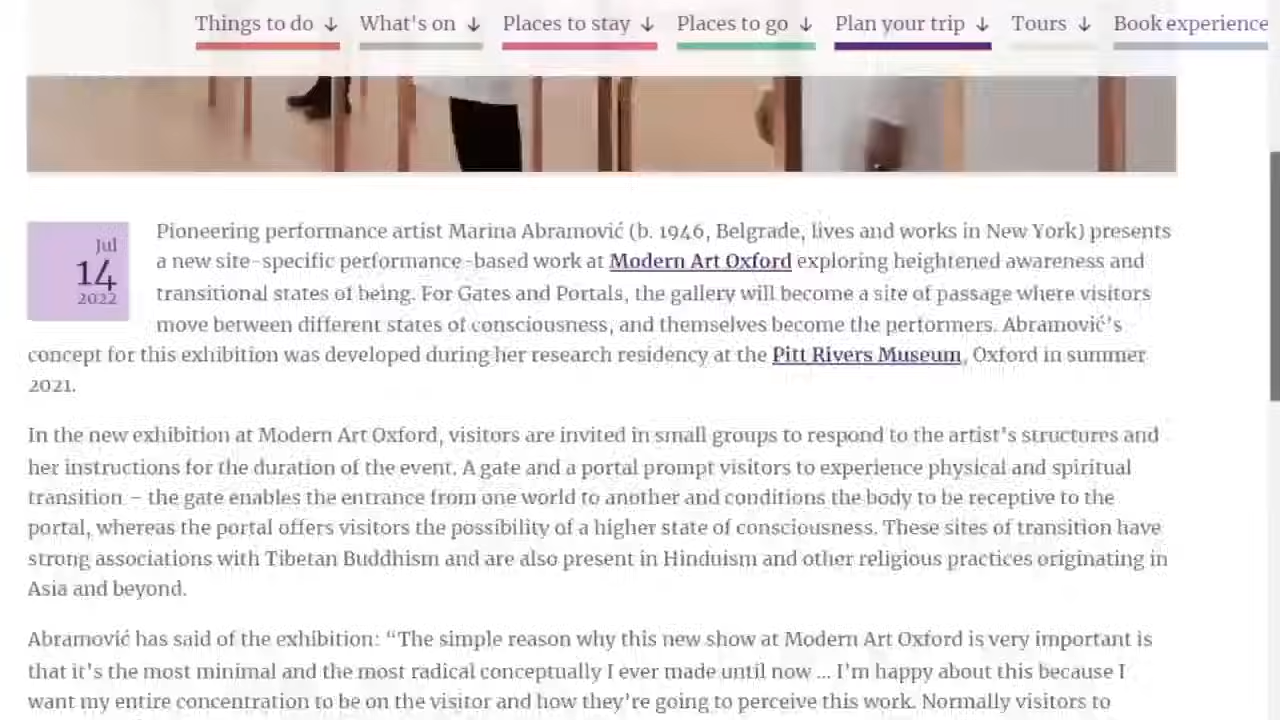 Things to do ↓ What's on ↓ Places to stay ↓ Places to go ↓ Plan your trip ↓ Tours ↓ Book experience
Jul
14
2022
Pioneering performance artist Marina Abramović (b. 1946, Belgrade, lives and works in New York) presents
a new site-specific performance-based work at Modern Art Oxford exploring heightened awareness and
transitional states of being. For Gates and Portals, the gallery will become a site of passage where visitors
move between different states of consciousness, and themselves become the performers. Abramović's
concept for this exhibition was developed during her research residency at the Pitt Rivers Museum, Oxford in summer
2021.
In the new exhibition at Modern Art Oxford, visitors are invited in small groups to respond to the artist's structures and
her instructions for the duration of the event. A gate and a portal prompt visitors to experience physical and spiritual
transition – the gate enables the entrance from one world to another and conditions the body to be receptive to the
portal, whereas the portal offers visitors the possibility of a higher state of consciousness. These sites of transition have
strong associations with Tibetan Buddhism and are also present in Hinduism and other religious practices originating in
Asia and beyond.
Abramović has said of the exhibition: “The simple reason why this new show at Modern Art Oxford is very important is
that it's the most minimal and the most radical conceptually I ever made until now ... I'm happy about this because I
want my entire concentration to be on the visitor and how they're going to perceive this work. Normally visitors to